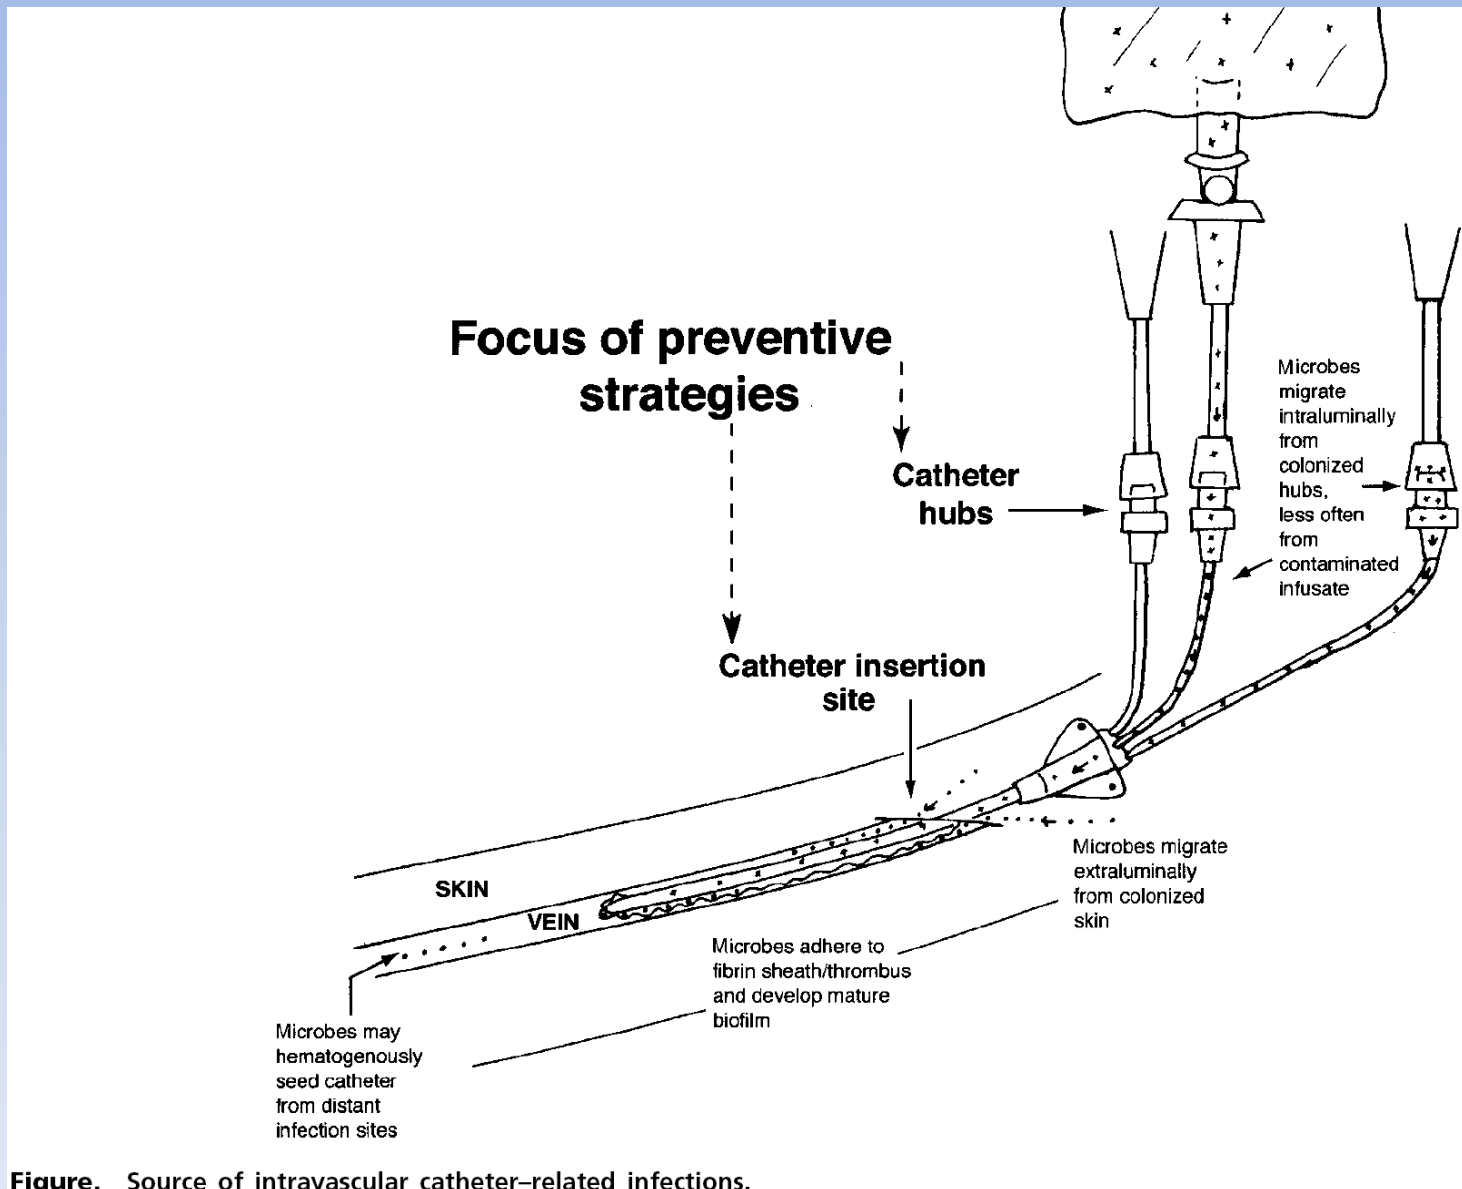 Focus of preventive
strategies
Microbes
migrate
intraluminally
from
colonized
hubs,
less often
from
contaminated
infusate
Catheter
hubs
Catheter insertion
site
SKIN
VEIN
Microbes migrate
extraluminally
from colonized
skin
Microbes adhere to
fibrin sheath/thrombus
and develop mature
biofilm
Microbes may
hematogenously
seed catheter
from distant
infection sites
Figure. Source of intravascular catheter–related infections.